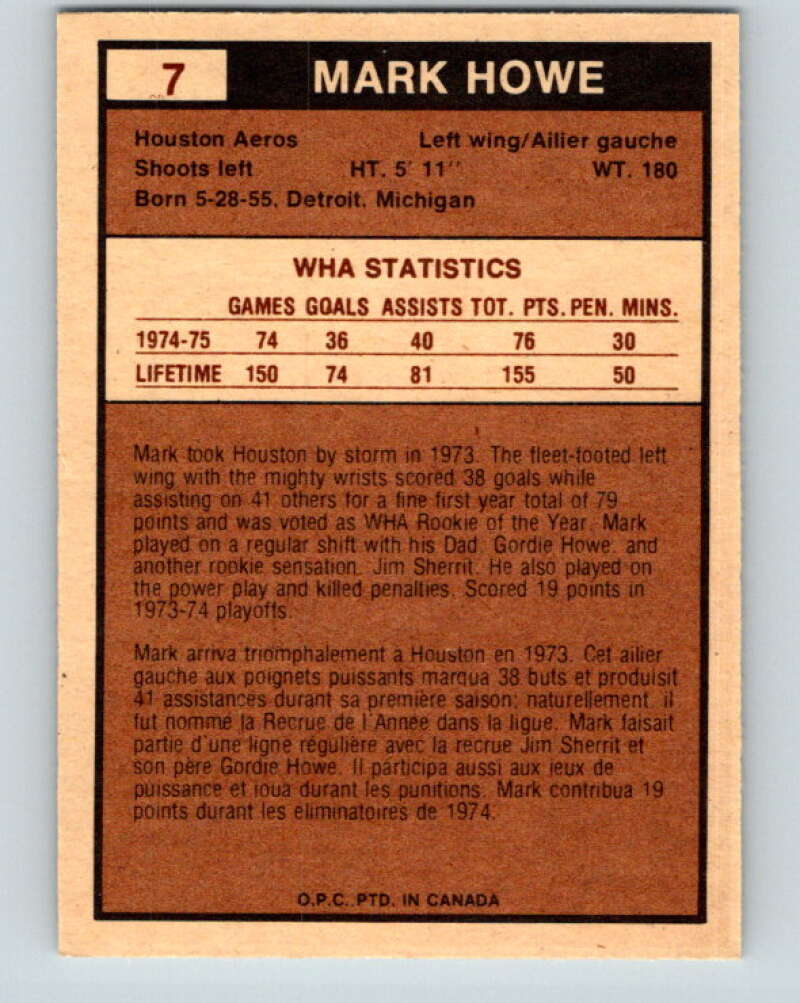 7 MARK HOWE
Houston Aeros Left wing/Ailier gauche
Shoots left HT. 5' 11" WT. 180
Born 5-28-55, Detroit, Michigan
WHA STATISTICS
GAMES GOALS ASSISTS TOT. PTS. PEN. MINS.
1974-75 74 36 40 76 30
LIFETIME 150 74 81 155 50
Mark took Houston by storm in 1973. The fleet-footed left
wing with the mighty wrists scored 38 goals while
assisting on 41 others for a fine first year total of 79
points and was voted as WHA Rookie of the Year. Mark
played on a regular shift with his Dad, Gordie Howe, and
another rookie sensation, Jim Sherrit. He also played on
the power play and killed penalties. Scored 19 points in
1973-74 playoffs.
Mark arriva triomphalement à Houston en 1973. Cet ailier
gauche aux poignets puissants marqua 38 buts et produisit
41 assistances durant sa première saison; naturellement il
fut nommé la Recrue de l'Année dans la ligue. Mark faisait
partie d'une ligne régulière avec la recrue Jim Sherrit et
son père Gordie Howe. Il participa aussi aux jeux de
puissance et joua durant les punitions. Mark contribua 19
points durant les éliminatoires de 1974.
O.P.C. PTD. IN CANADA